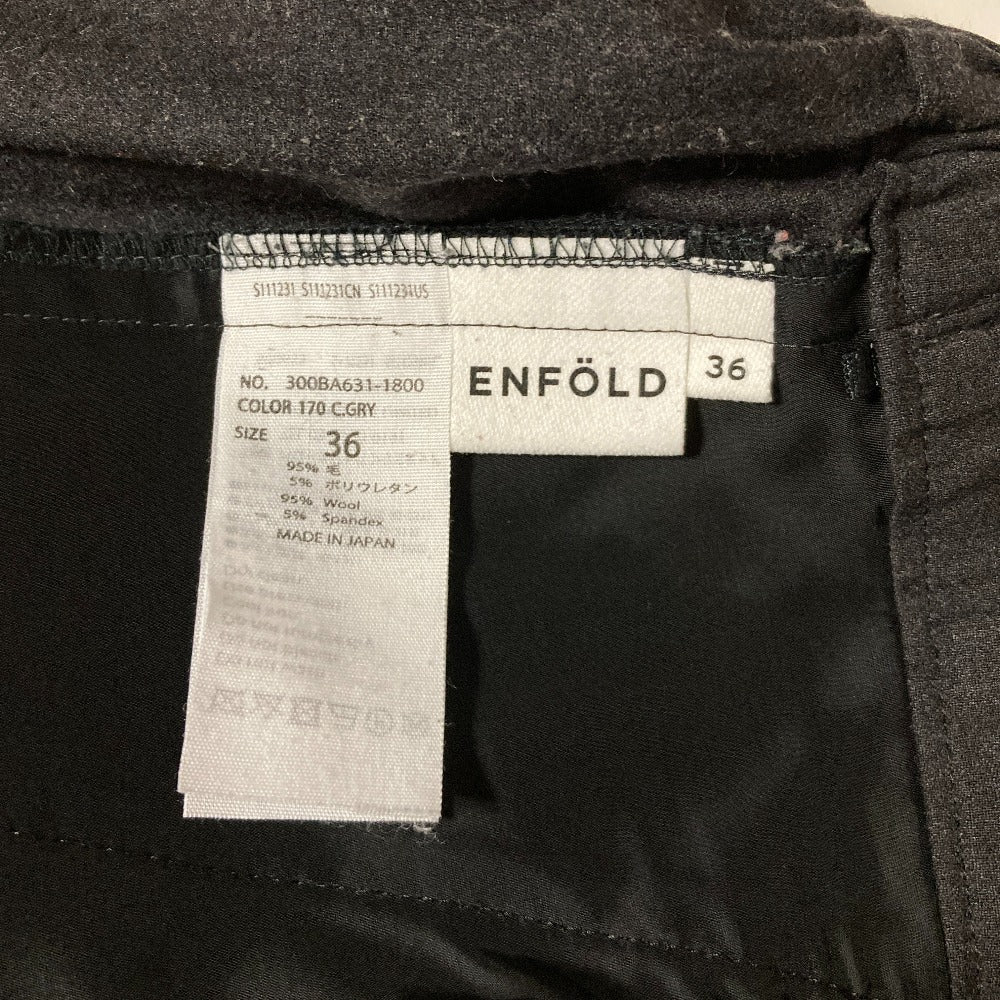 S111231 S111231CN S111231US
NO. 300BA631-1800
COLOR 170 C.GRY
SIZE 36
95% 毛
5% ポリウレタン
95% Wool
5% Spandex
MADE IN JAPAN
ENFÖLD
36